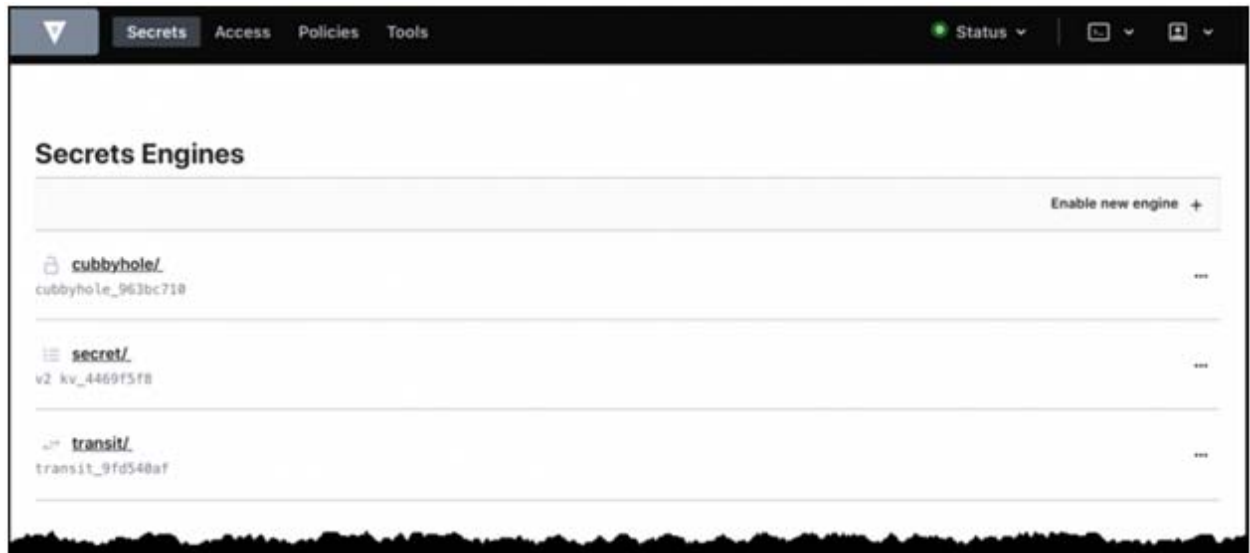 Secrets Access Policies Tools Status
Secrets Engines
Enable new engine +
cubbyhole/
cubbyhole_963bc710
secret/
v2 kv_4469f5f8
transit/
transit_9fd540af